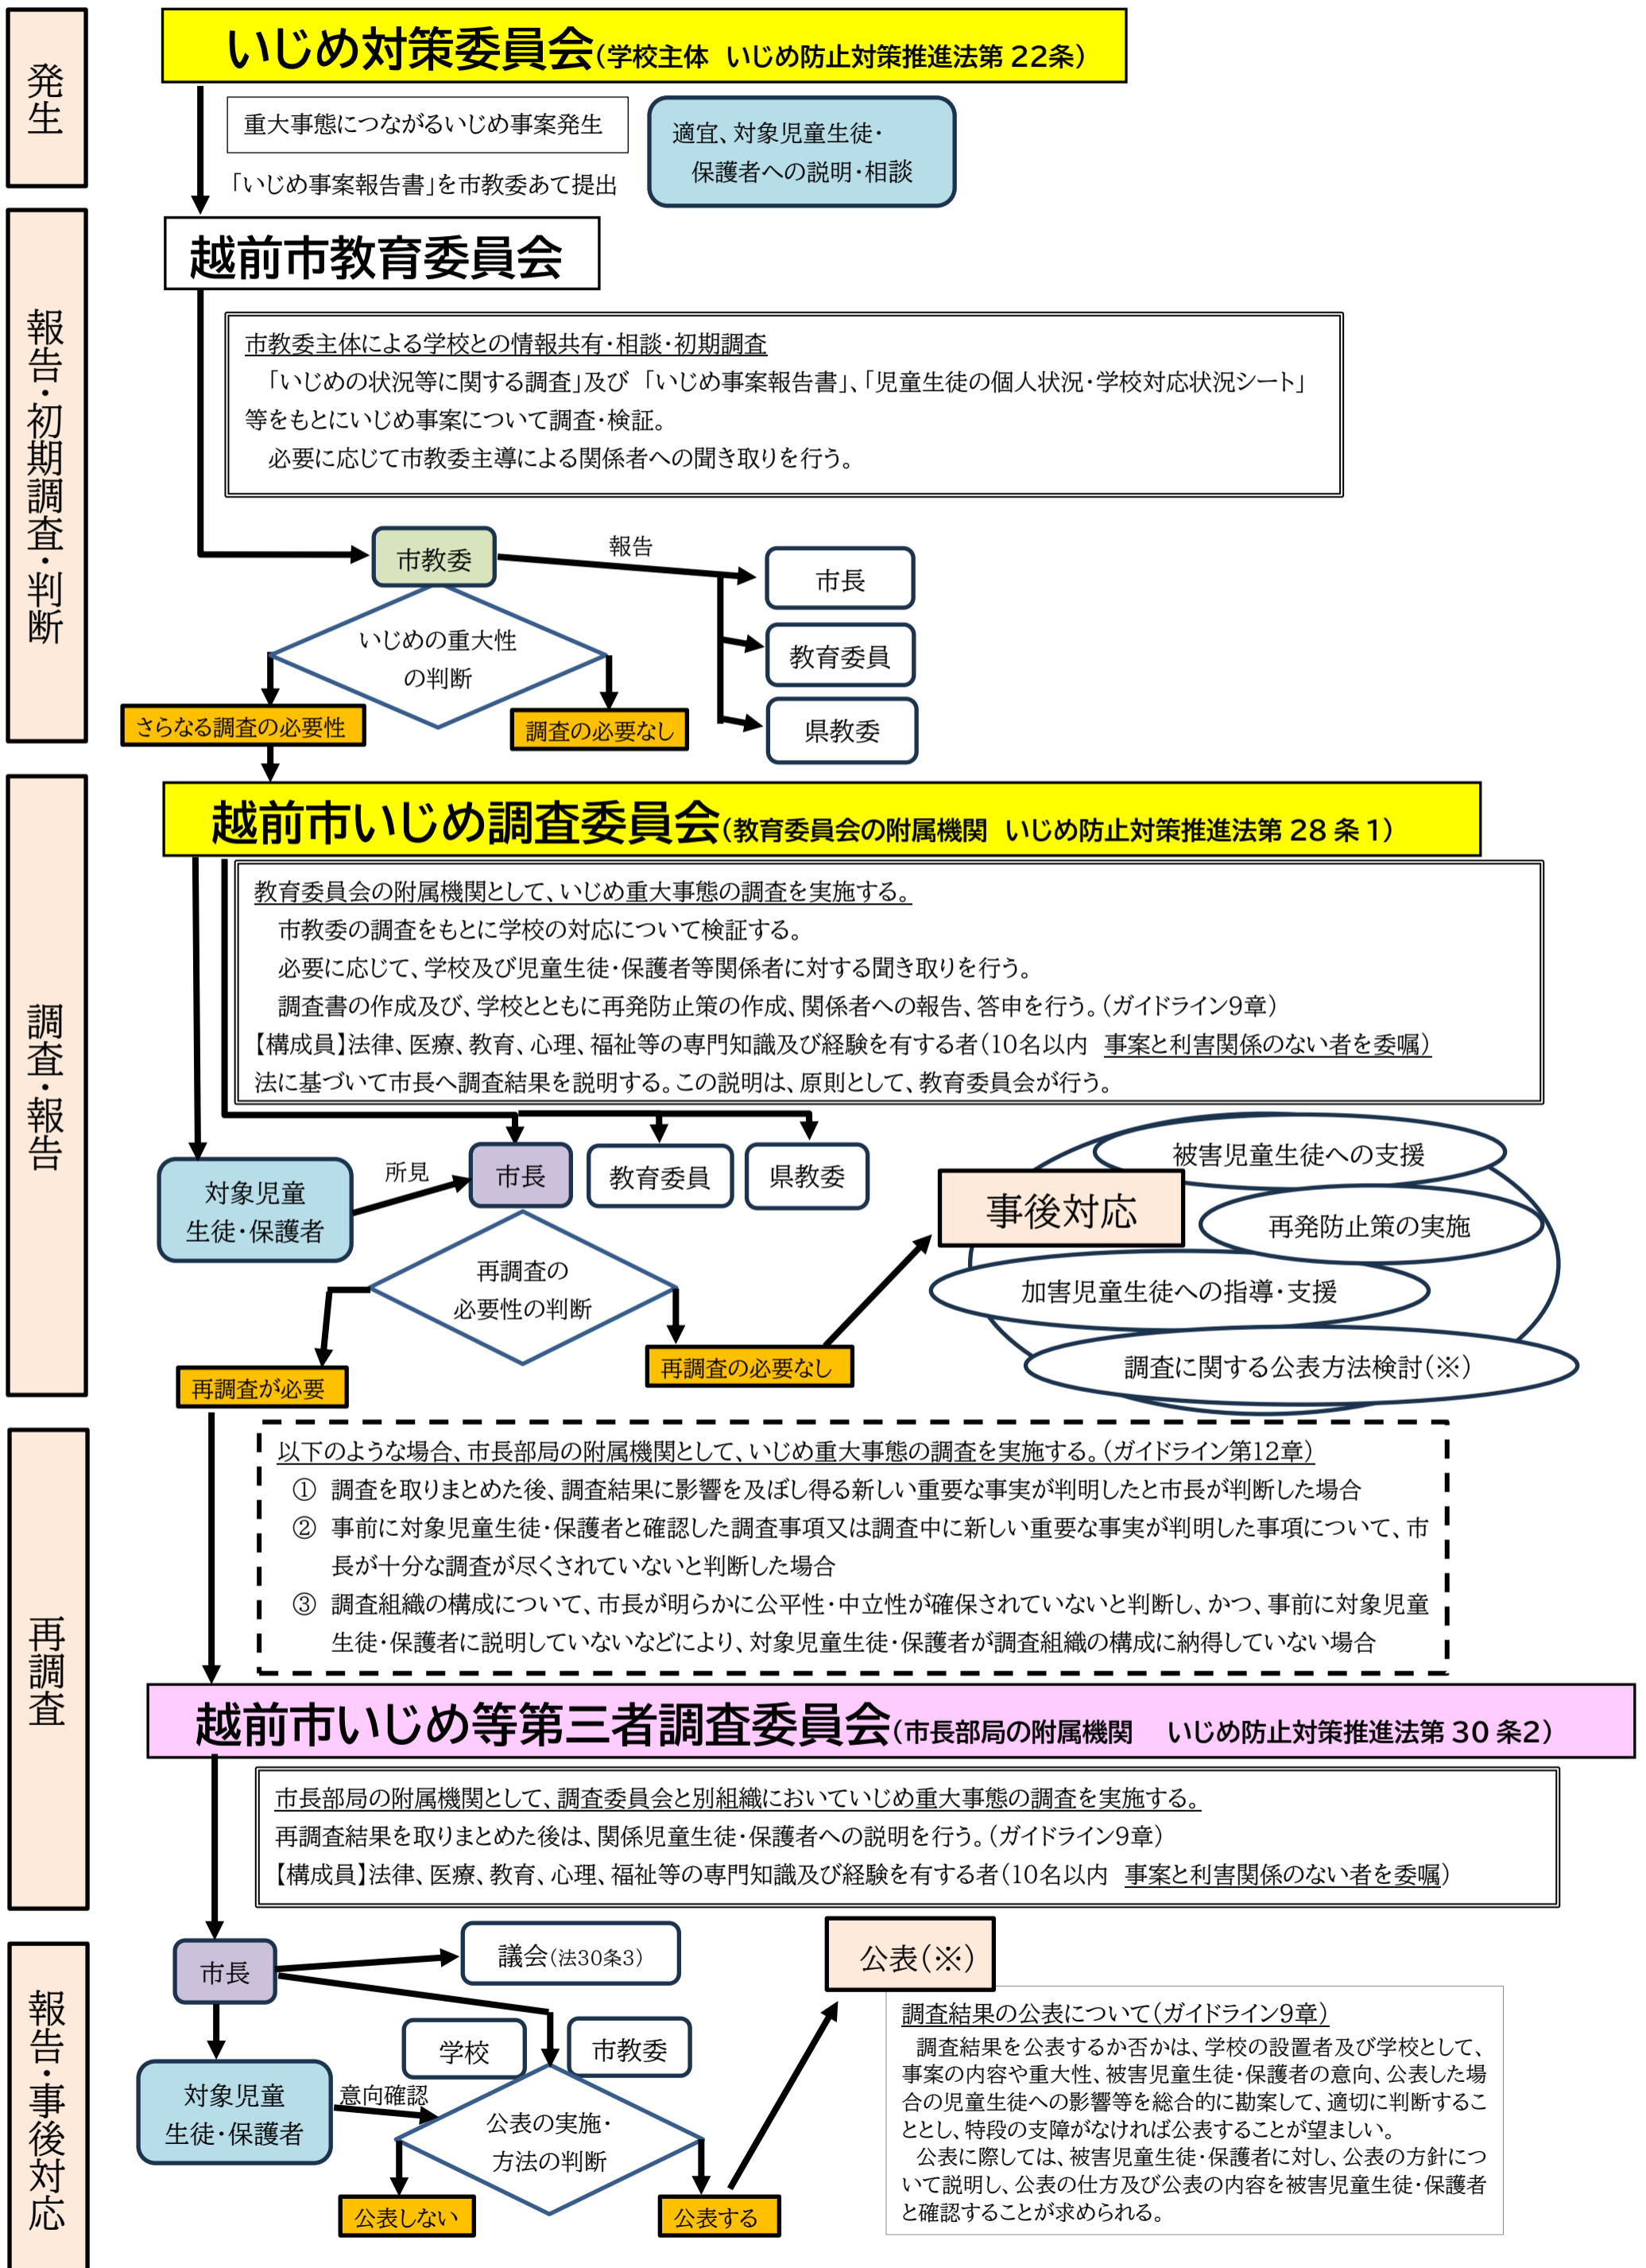 発生
いじめ対策委員会(学校主体　いじめ防止対策推進法第 22条)
重大事態につながるいじめ事案発生
「いじめ事案報告書」を市教委あて提出
適宜、対象児童生徒・
保護者への説明・相談
報告・初期調査・判断
越前市教育委員会
市教委主体による学校との情報共有・相談・初期調査
「いじめの状況等に関する調査」及び 「いじめ事案報告書」、「児童生徒の個人状況・学校対応状況シート」
等をもとにいじめ事案について調査・検証。
必要に応じて市教委主導による関係者への聞き取りを行う。
市教委
報告
市長
教育委員
県教委
いじめの重大性
の判断
さらなる調査の必要性
調査の必要なし
調査・報告
越前市いじめ調査委員会(教育委員会の附属機関　いじめ防止対策推進法第 28 条 1)
教育委員会の附属機関として、いじめ重大事態の調査を実施する。
市教委の調査をもとに学校の対応について検証する。
必要に応じて、学校及び児童生徒・保護者等関係者に対する聞き取りを行う。
調査書の作成及び、学校とともに再発防止策の作成、関係者への報告、答申を行う。(ガイドライン9章)
【構成員】法律、医療、教育、心理、福祉等の専門知識及び経験を有する者(10名以内　事案と利害関係のない者を委嘱)
法に基づいて市長へ調査結果を説明する。この説明は、原則として、教育委員会が行う。
対象児童
生徒・保護者
所見
市長
教育委員
県教委
再調査の
必要性の判断
再調査が必要
再調査の必要なし
事後対応
被害児童生徒への支援
再発防止策の実施
加害児童生徒への指導・支援
調査に関する公表方法検討(※)
再調査
以下のような場合、市長部局の附属機関として、いじめ重大事態の調査を実施する。(ガイドライン第12章)
① 調査を取りまとめた後、調査結果に影響を及ぼし得る新しい重要な事実が判明したと市長が判断した場合
② 事前に対象児童生徒・保護者と確認した調査事項又は調査中に新しい重要な事実が判明した事項について、市
長が十分な調査が尽くされていないと判断した場合
③ 調査組織の構成について、市長が明らかに公平性・中立性が確保されていないと判断し、かつ、事前に対象児童
生徒・保護者に説明していないなどにより、対象児童生徒・保護者が調査組織の構成に納得していない場合
越前市いじめ等第三者調査委員会(市長部局の附属機関　いじめ防止対策推進法第 30 条2)
市長部局の附属機関として、調査委員会と別組織においていじめ重大事態の調査を実施する。
再調査結果を取りまとめた後は、関係児童生徒・保護者への説明を行う。(ガイドライン9章)
【構成員】法律、医療、教育、心理、福祉等の専門知識及び経験を有する者(10名以内　事案と利害関係のない者を委嘱)
報告・事後対応
市長
議会(法30条3)
学校
市教委
対象児童
生徒・保護者
意向確認
公表の実施・
方法の判断
公表しない
公表する
公表(※)
調査結果の公表について(ガイドライン9章)
調査結果を公表するか否かは、学校の設置者及び学校として、
事案の内容や重大性、被害児童生徒・保護者の意向、公表した場
合の児童生徒への影響等を総合的に勘案して、適切に判断するこ
ととし、特段の支障がなければ公表することが望ましい。
公表に際しては、被害児童生徒・保護者に対し、公表の方針につ
いて説明し、公表の仕方及び公表の内容を被害児童生徒・保護者
と確認することが求められる。